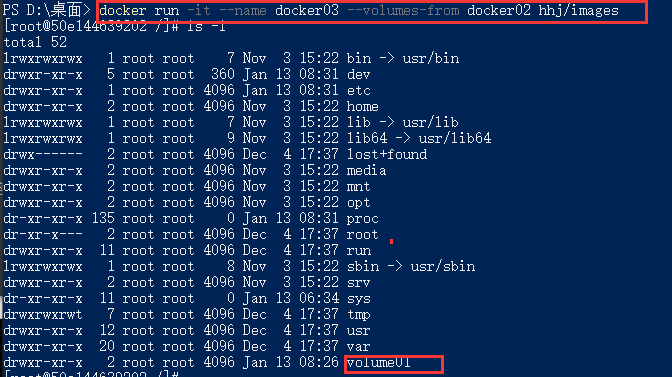 PS D:\桌面> docker run -it --name docker03 --volumes-from docker02 hhj/images
[root@50e144639202 /]# ls -l
total 52
lrwxrwxrwx   1 root root    7 Nov  3 15:22 bin -> usr/bin
drwxr-xr-x   5 root root  360 Jan 13 08:31 dev
drwxr-xr-x   1 root root 4096 Jan 13 08:31 etc
drwxr-xr-x   2 root root 4096 Nov  3 15:22 home
lrwxrwxrwx   1 root root    7 Nov  3 15:22 lib -> usr/lib
lrwxrwxrwx   1 root root    9 Nov  3 15:22 lib64 -> usr/lib64
drwx------   2 root root 4096 Dec  4 17:37 lost+found
drwxr-xr-x   2 root root 4096 Nov  3 15:22 media
drwxr-xr-x   2 root root 4096 Nov  3 15:22 mnt
drwxr-xr-x   2 root root 4096 Nov  3 15:22 opt
dr-xr-xr-x 135 root root    0 Jan 13 08:31 proc
dr-xr-x---   2 root root 4096 Dec  4 17:37 root
drwxr-xr-x  11 root root 4096 Dec  4 17:37 run
lrwxrwxrwx   1 root root    8 Nov  3 15:22 sbin -> usr/sbin
drwxr-xr-x   2 root root 4096 Nov  3 15:22 srv
dr-xr-xr-x  11 root root    0 Jan 13 06:34 sys
drwxrwxrwt   7 root root 4096 Dec  4 17:37 tmp
drwxr-xr-x  12 root root 4096 Dec  4 17:37 usr
drwxr-xr-x  20 root root 4096 Dec  4 17:37 var
drwxr-xr-x   2 root root 4096 Jan 13 08:26 volume01
[root@50e144639202 /]#